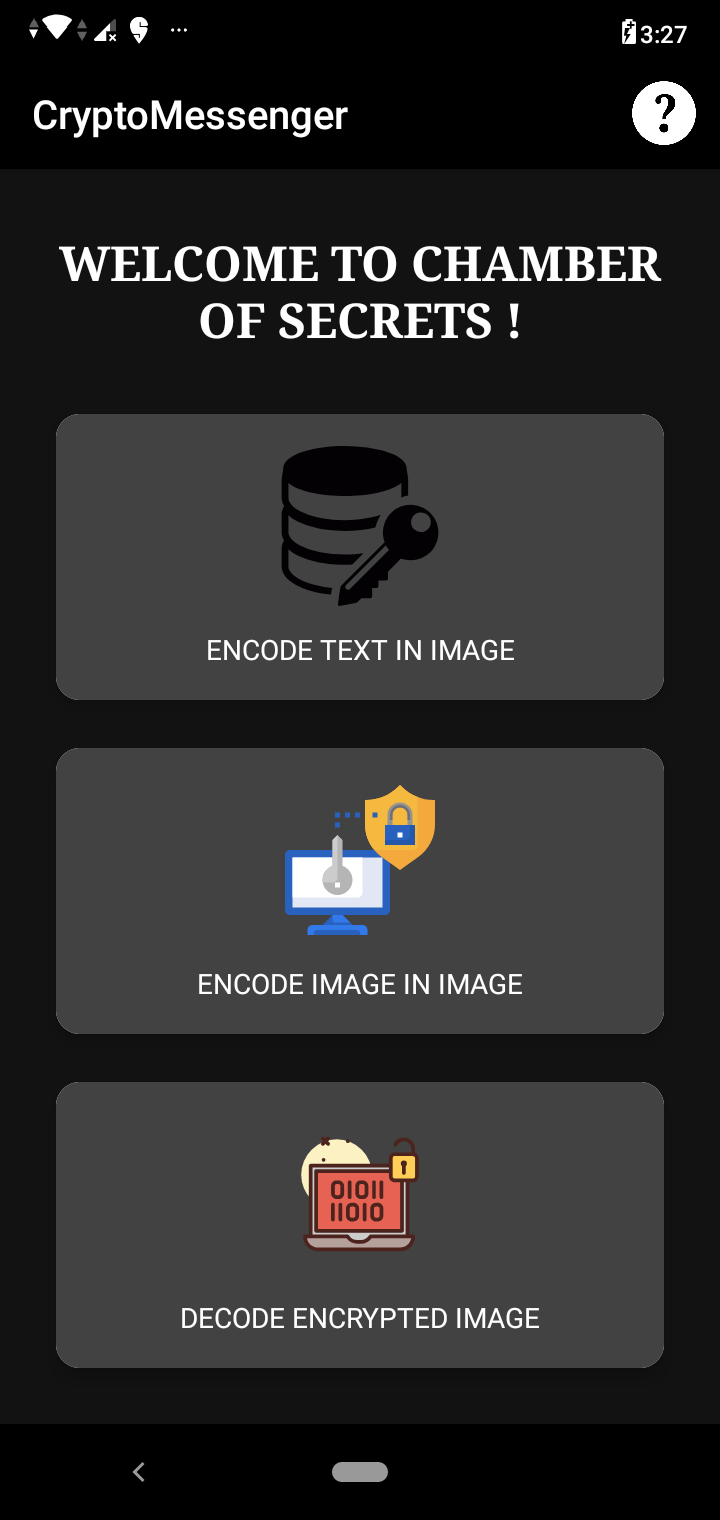 3:27
CryptoMessenger
?
WELCOME TO CHAMBER
OF SECRETS !
ENCODE TEXT IN IMAGE
ENCODE IMAGE IN IMAGE
01011
11010
DECODE ENCRYPTED IMAGE